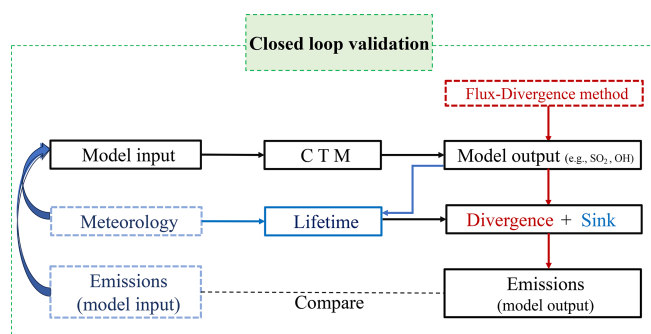 Closed loop validation
Flux-Divergence method
Model input
C T M
Model output (e.g., SO₂, OH)
Meteorology
Lifetime
Divergence + Sink
Emissions
(model input)
Compare
Emissions
(model output)